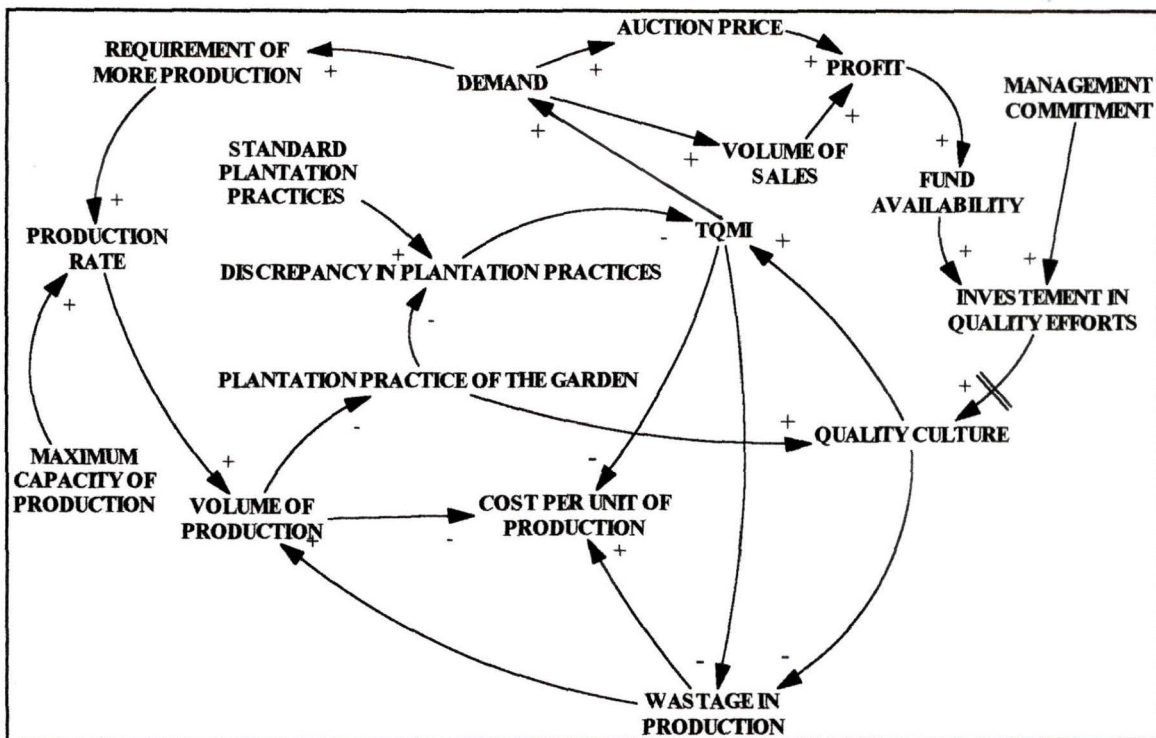 AUCTION PRICE
REQUIREMENT OF
MORE PRODUCTION
+
DEMAND
+
+
PROFIT
MANAGEMENT
COMMITMENT
+
+
+
STANDARD
PLANTATION
PRACTICES
+
VOLUME OF
SALES
+
FUND
AVAILABILITY
+
PRODUCTION
RATE
+
-
TQMI
+
DISCREPANCY IN PLANTATION PRACTICES
+
+
+
INVESTEMENT IN
QUALITY EFFORTS
-
PLANTATION PRACTICE OF THE GARDEN
+
-
+
QUALITY CULTURE
MAXIMUM
CAPACITY OF
PRODUCTION
+
-
VOLUME OF
PRODUCTION
+
-
COST PER UNIT OF
PRODUCTION
+
-
-
WASTAGE IN
PRODUCTION